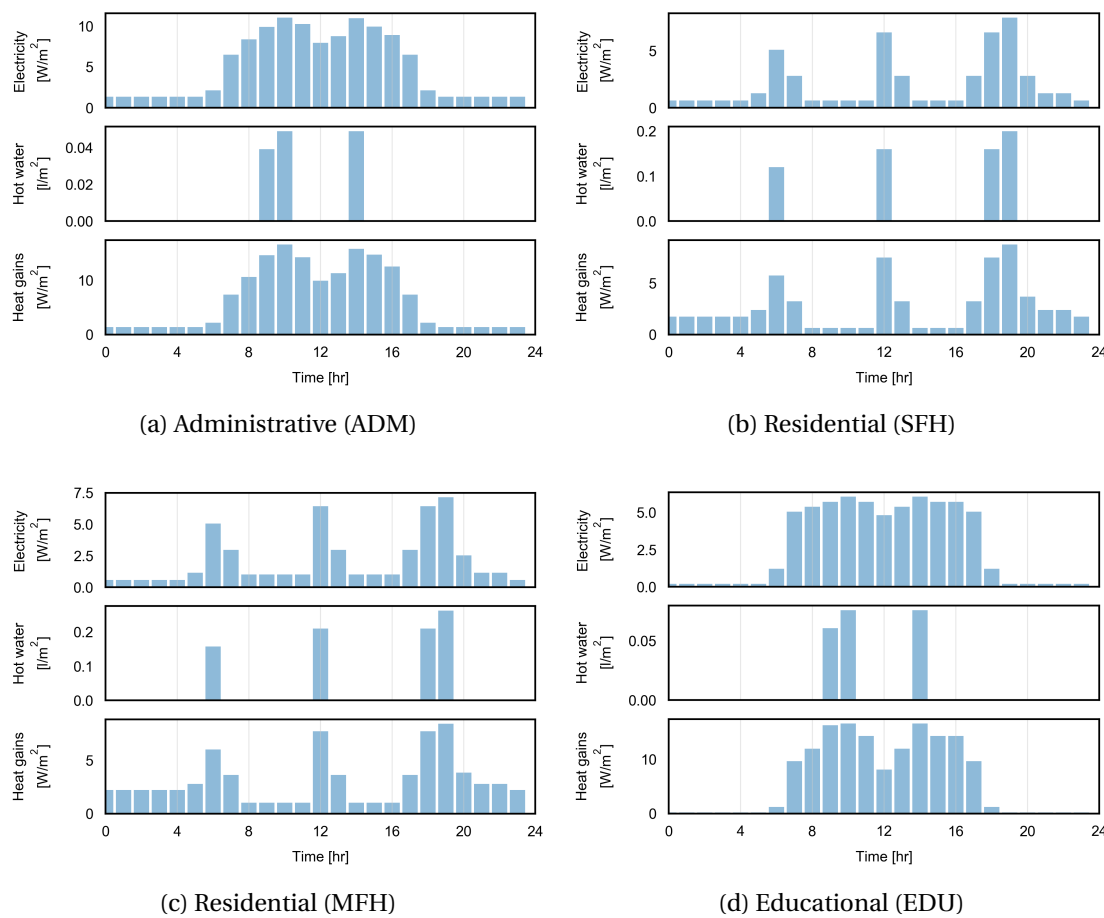 Electricity
[W/m²]
10
5
0
Hot water
[l/m²]
0.04
0.02
0.00
Heat gains
[W/m²]
10
0
0 4 8 12 16 20 24
Time [hr]
(a) Administrative (ADM)
Electricity
[W/m²]
5
0
Hot water
[l/m²]
0.2
0.1
0.0
Heat gains
[W/m²]
5
0
0 4 8 12 16 20 24
Time [hr]
(b) Residential (SFH)
Electricity
[W/m²]
7.5
5.0
2.5
0.0
Hot water
[l/m²]
0.2
0.1
0.0
Heat gains
[W/m²]
5
0
0 4 8 12 16 20 24
Time [hr]
(c) Residential (MFH)
Electricity
[W/m²]
5.0
2.5
0.0
Hot water
[l/m²]
0.05
0.00
Heat gains
[W/m²]
10
0
0 4 8 12 16 20 24
Time [hr]
(d) Educational (EDU)